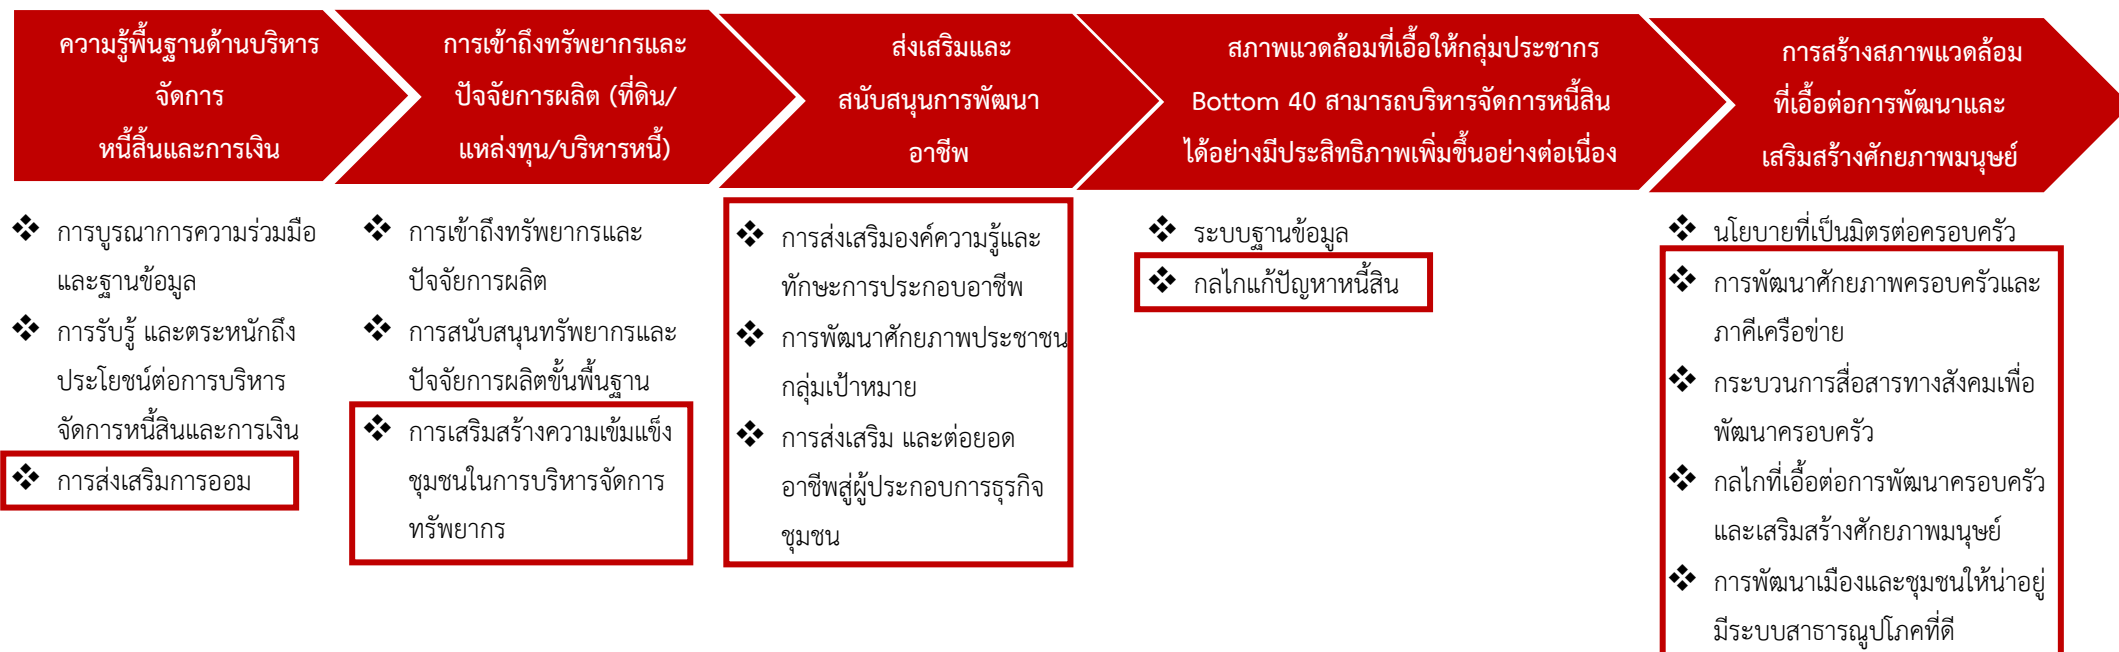 ความรู้พื้นฐานด้านบริหาร
จัดการ
หนี้สิ้นและการเงิน
การเข้าถึงทรัพยากรและ
ปัจจัยการผลิต (ที่ดิน/
แหล่งทุน/บริหารหนี้)
ส่งเสริมและ
สนับสนุนการพัฒนา
อาชีพ
สภาพแวดล้อมที่เอื้อให้กลุ่มประชากร
Bottom 40 สามารถบริหารจัดการหนี้สิน
ได้อย่างมีประสิทธิภาพเพิ่มขึ้นอย่างต่อเนื่อง
การสร้างสภาพแวดล้อม
ที่เอื้อต่อการพัฒนาและ
เสริมสร้างศักยภาพมนุษย์
❖ การบูรณาการความร่วมมือ
และฐานข้อมูล
❖ การรับรู้ และตระหนักถึง
ประโยชน์ต่อการบริหาร
จัดการหนี้สินและการเงิน
❖ การส่งเสริมการออม
❖ การเข้าถึงทรัพยากรและ
ปัจจัยการผลิต
❖ การสนับสนุนทรัพยากรและ
ปัจจัยการผลิตขั้นพื้นฐาน
❖ การเสริมสร้างความเข้มแข็ง
ชุมชนในการบริหารจัดการ
ทรัพยากร
❖ การส่งเสริมองค์ความรู้และ
ทักษะการประกอบอาชีพ
❖ การพัฒนาศักยภาพประชาชน
กลุ่มเป้าหมาย
❖ การส่งเสริม และต่อยอด
อาชีพสู่ผู้ประกอบการธุรกิจ
ชุมชน
❖ ระบบฐานข้อมูล
❖ กลไกแก้ปัญหาหนี้สิน
❖ นโยบายที่เป็นมิตรต่อครอบครัว
❖ การพัฒนาศักยภาพครอบครัวและ
ภาคีเครือข่าย
❖ กระบวนการสื่อสารทางสังคมเพื่อ
พัฒนาครอบครัว
❖ กลไกที่เอื้อต่อการพัฒนาครอบครัว
และเสริมสร้างศักยภาพมนุษย์
❖ การพัฒนาเมืองและชุมชนให้น่าอยู่
มีระบบสาธารณูปโภคที่ดี